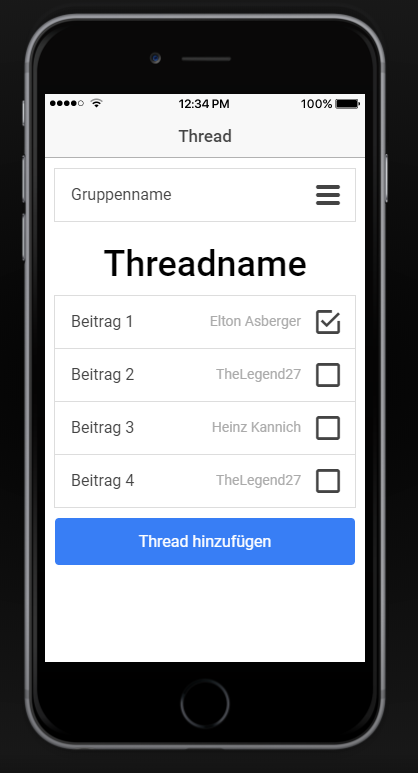 12:34 PM 100%
Thread
Gruppenname
Threadname
Beitrag 1 Elton Asberger
Beitrag 2 TheLegend27
Beitrag 3 Heinz Kannich
Beitrag 4 TheLegend27
Thread hinzufügen